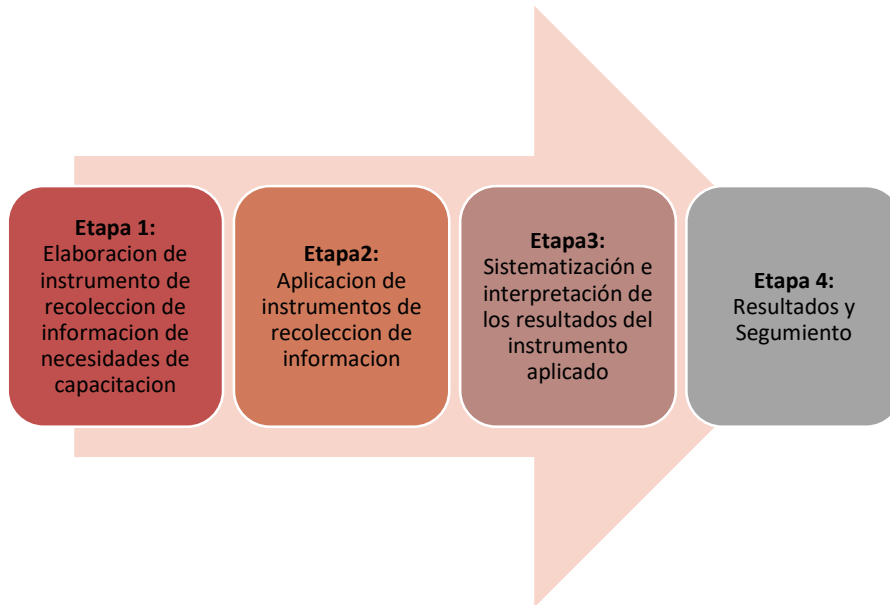 Etapa 1:
Elaboracion de
instrumento de
recoleccion de
informacion de
necesidades de
capacitacion
Etapa2:
Aplicacion de
instrumentos de
recoleccion de
informacion
Etapa3:
Sistematización e
interpretación de
los resultados del
instrumento
aplicado
Etapa 4:
Resultados y
Segumiento